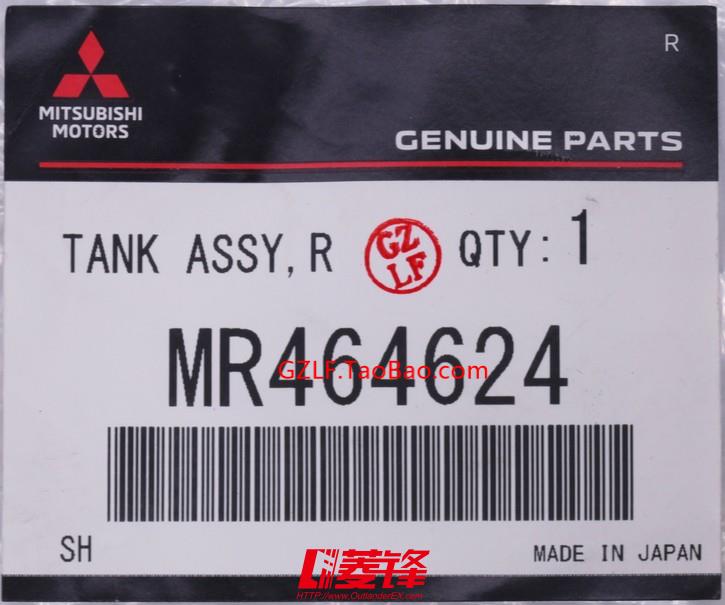 R
MITSUBISHI
MOTORS
GENUINE PARTS
TANK ASSY,R
GZ
LF
QTY: 1
MR464624
GZLF.TaoBao.com
SH
MADE IN JAPAN
菱锋
HTTP://www.OutlanderEX.com